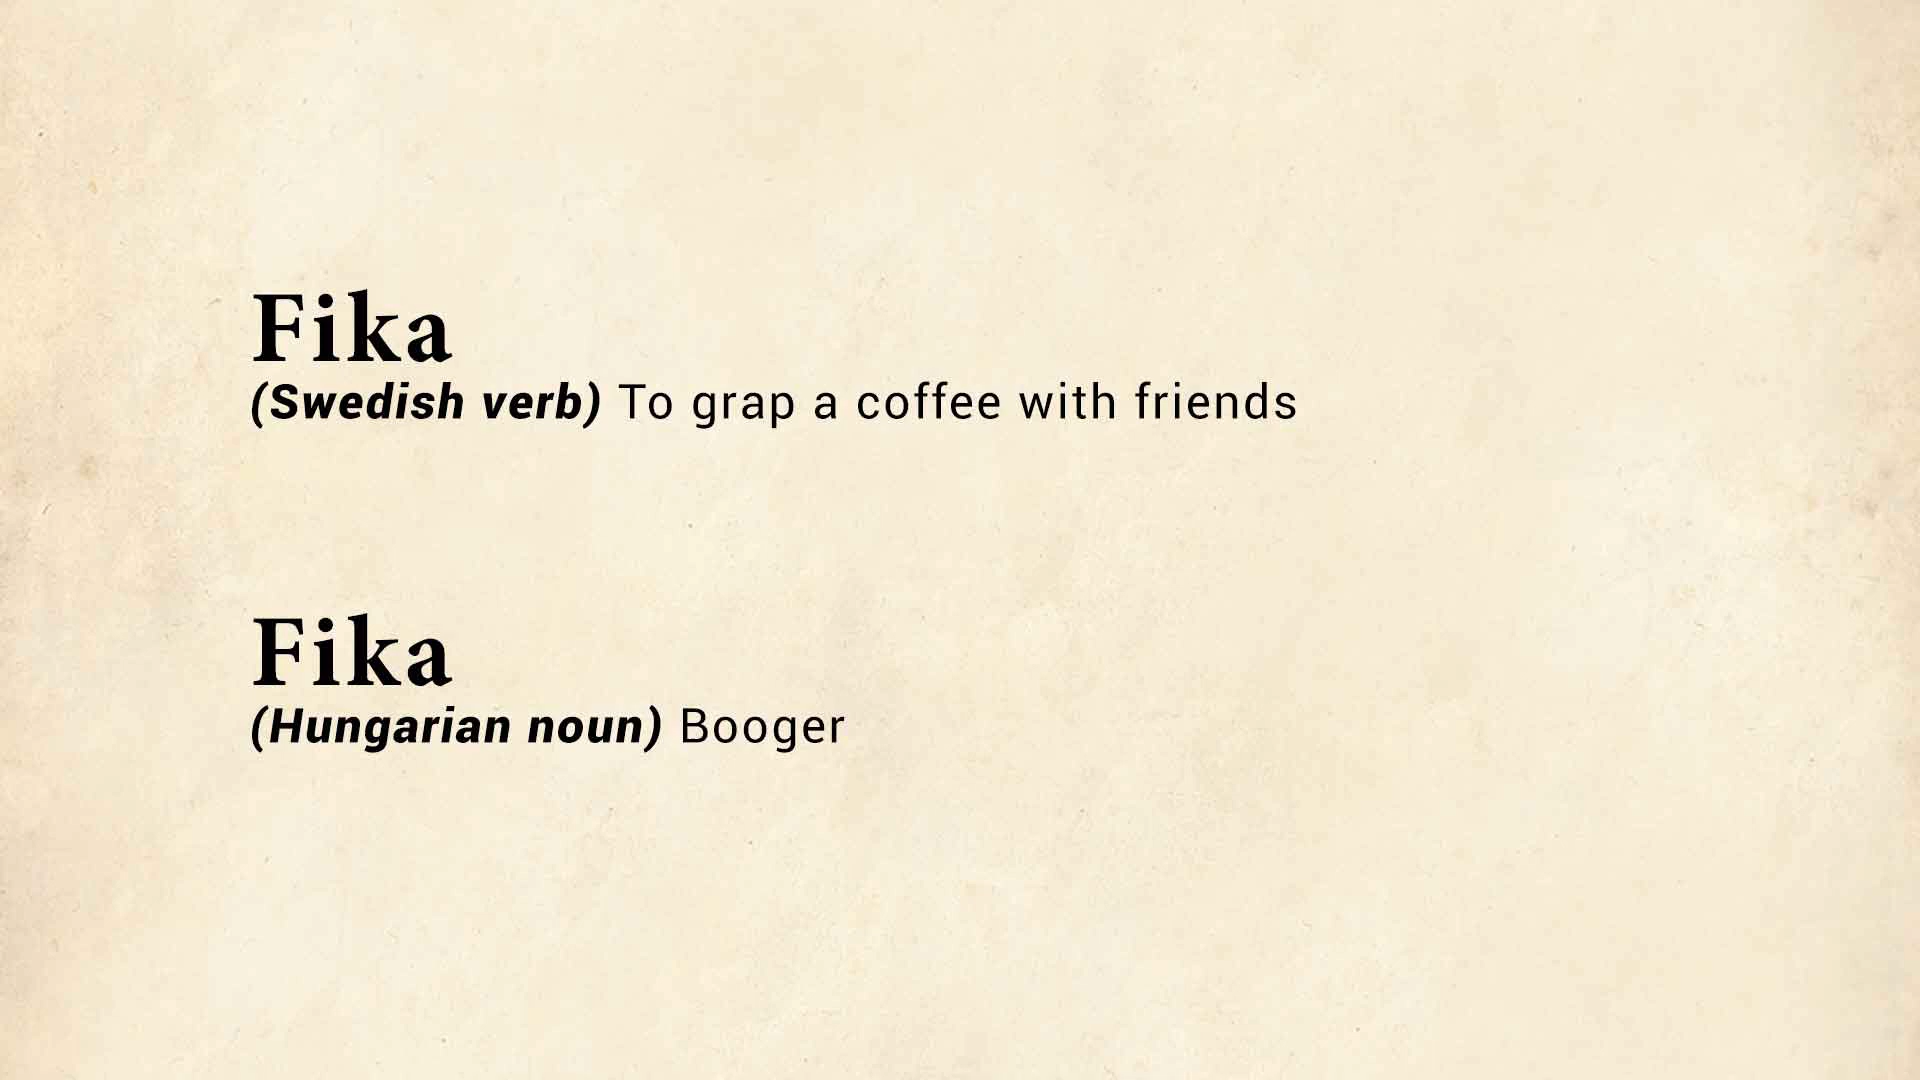 Fika
(Swedish verb) To grap a coffee with friends
Fika
(Hungarian noun) Booger